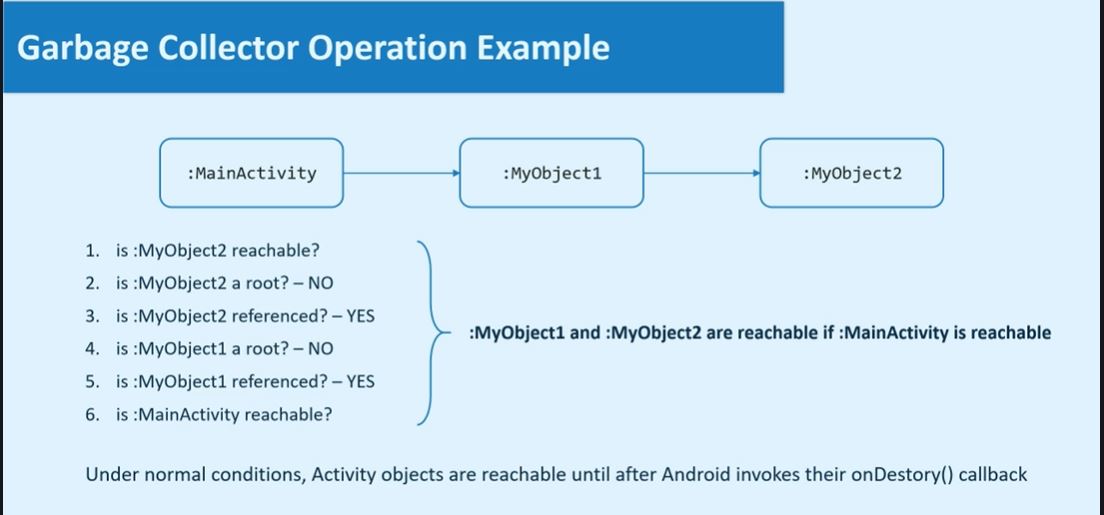 Garbage Collector Operation Example
:MainActivity
:MyObject1
:MyObject2
1. is :MyObject2 reachable?
2. is :MyObject2 a root? – NO
3. is :MyObject2 referenced? – YES
4. is :MyObject1 a root? – NO
5. is :MyObject1 referenced? – YES
6. is :MainActivity reachable?
:MyObject1 and :MyObject2 are reachable if :MainActivity is reachable
Under normal conditions, Activity objects are reachable until after Android invokes their onDestory() callback